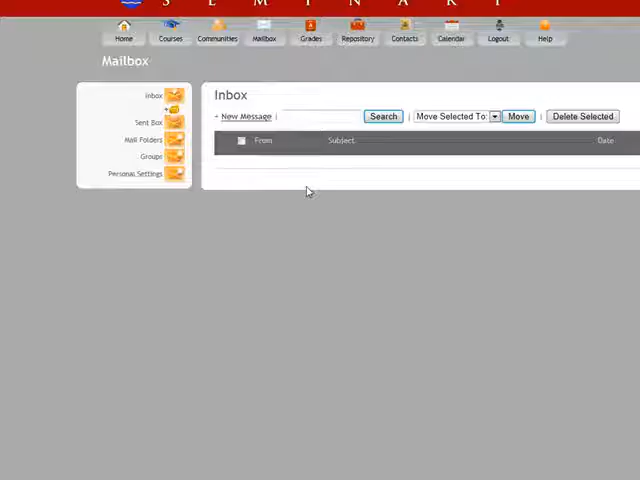 S E M I N A R Y
Home Courses Communities Mailbox Grades Repository Contacts Calendar Logout Help
Mailbox
Inbox
Sent Box
Mail Folders
Groups
Personal Settings
Inbox
+ New Message | Search | Move Selected To: Move | Delete Selected
From Subject Date